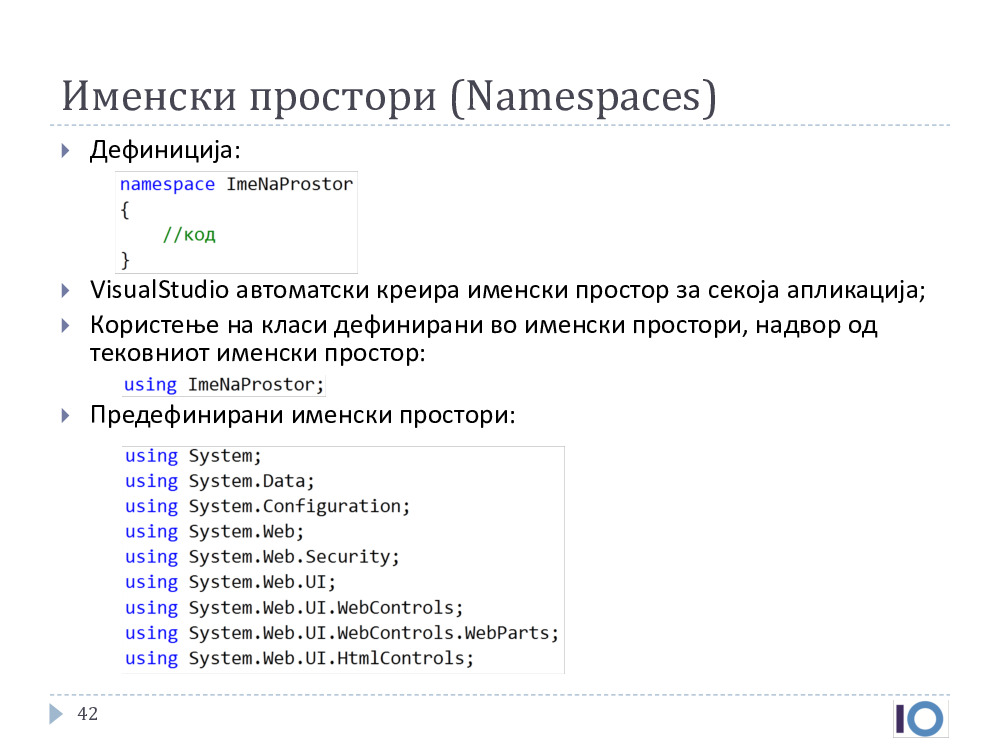 Именски простори (Namespaces)
Дефиниција:
namespace ImeNaProstor
{
//код
}
VisualStudio автоматски креира именски простор за секоја апликација;
Користење на класи дефинирани во именски простори, надвор од
тековниот именски простор:
using ImeNaProstor;
Предефинирани именски простори:
using System;
using System.Data;
using System.Configuration;
using System.Web;
using System.Web.Security;
using System.Web.UI;
using System.Web.UI.WebControls;
using System.Web.UI.WebControls.WebParts;
using System.Web.UI.HtmlControls;
42
IO